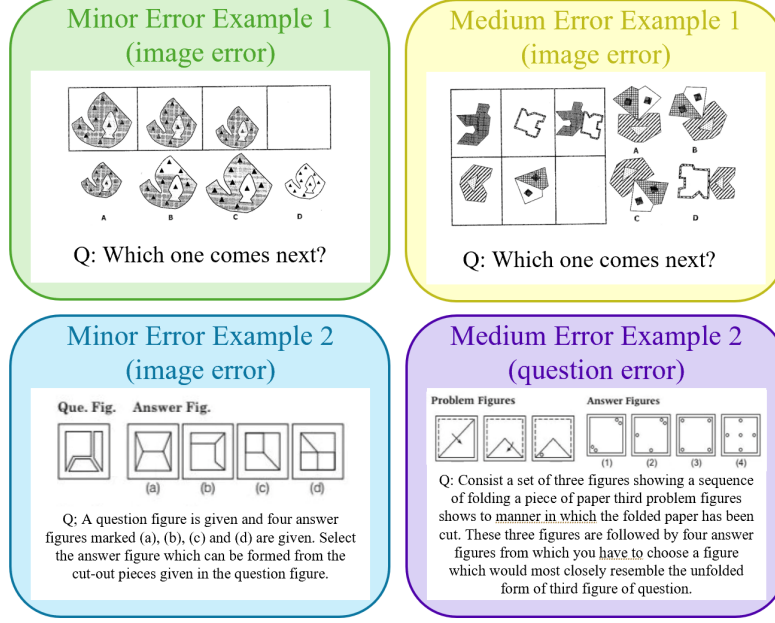 Minor Error Example 1
(image error)
A
B
C
D
Q: Which one comes next?
Medium Error Example 1
(image error)
A
B
C
D
Q: Which one comes next?
Minor Error Example 2
(image error)
Que. Fig. Answer Fig.
(a) (b) (c) (d)
Q; A question figure is given and four answer
figures marked (a), (b), (c) and (d) are given. Select
the answer figure which can be formed from the
cut-out pieces given in the question figure.
Medium Error Example 2
(question error)
Problem Figures Answer Figures
(1) (2) (3) (4)
Q: Consist a set of three figures showing a sequence
of folding a piece of paper third problem figures
shows to manner in which the folded paper has been
cut. These three figures are followed by four answer
figures from which you have to choose a figure
which would most closely resemble the unfolded
form of third figure of question.